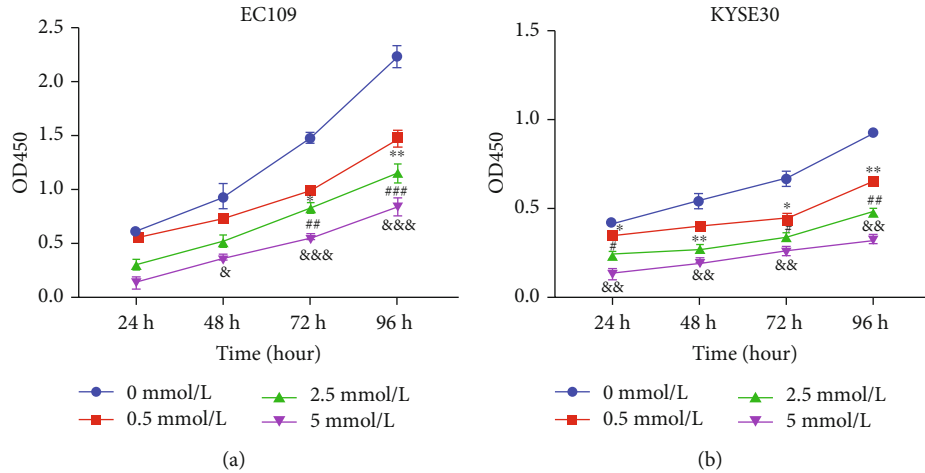 EC109
2.5
2.0
1.5
1.0
0.5
0.0
OD450
**
*
###
##
&&&
&&&
&
24 h 48 h 72 h 96 h
Time (hour)
0 mmol/L 2.5 mmol/L
0.5 mmol/L 5 mmol/L
(a)
KYSE30
1.5
1.0
0.5
0.0
OD450
**
*
##
*
#
&&
#
**
&&
&&
&&
24 h 48 h 72 h 96 h
Time (hour)
0 mmol/L 2.5 mmol/L
0.5 mmol/L 5 mmol/L
(b)